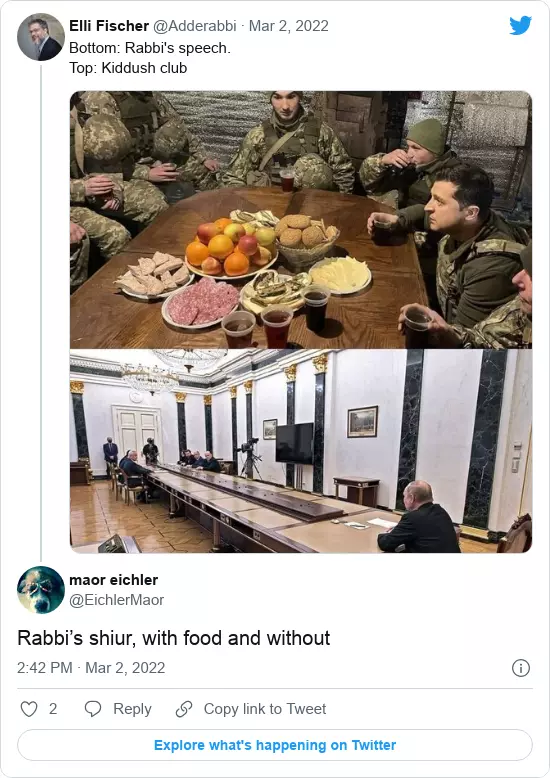 Elli Fischer @Adderabbi · Mar 2, 2022
Bottom: Rabbi's speech.
Top: Kiddush club
maor eichler
@EichlerMaor
Rabbi’s shiur, with food and without
2:42 PM · Mar 2, 2022
2 Reply Copy link to Tweet
Explore what's happening on Twitter